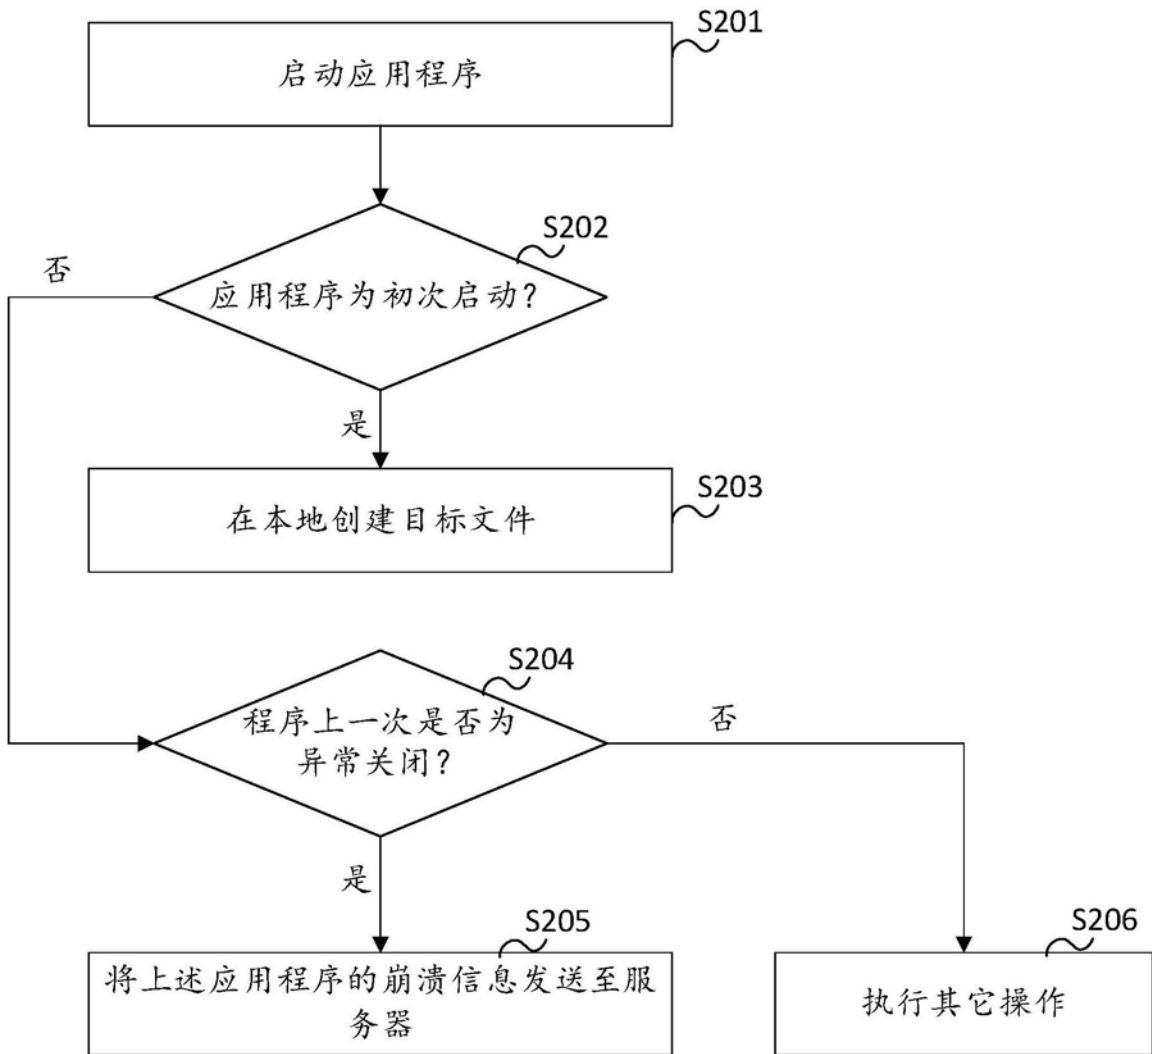 S201
启动应用程序
S202
否
应用程序为初次启动?
是
S203
在本地创建目标文件
S204
程序上一次是否为
异常关闭?
否
是
S205
将上述应用程序的崩溃信息发送至服
务器
S206
执行其它操作